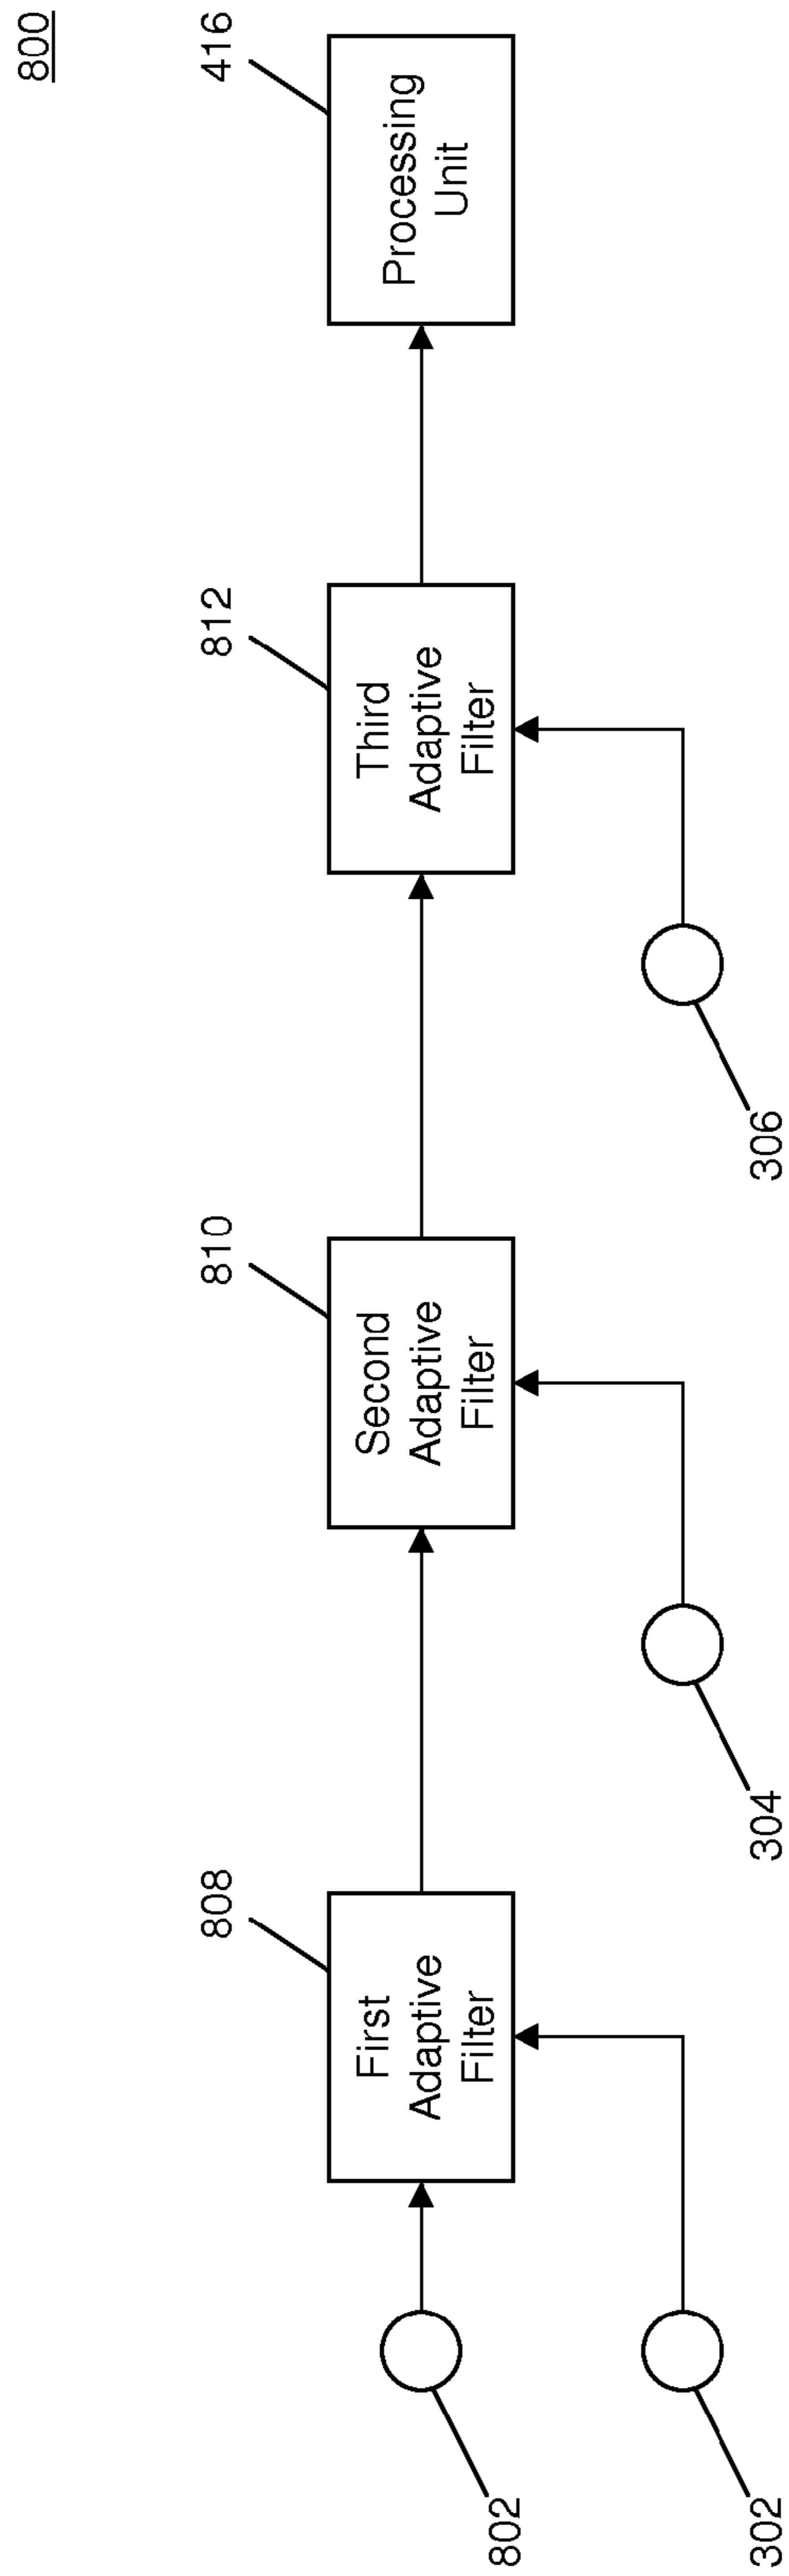 800
808
First
Adaptive
Filter
810
Second
Adaptive
Filter
812
Third
Adaptive
Filter
416
Processing
Unit
802
302
304
306